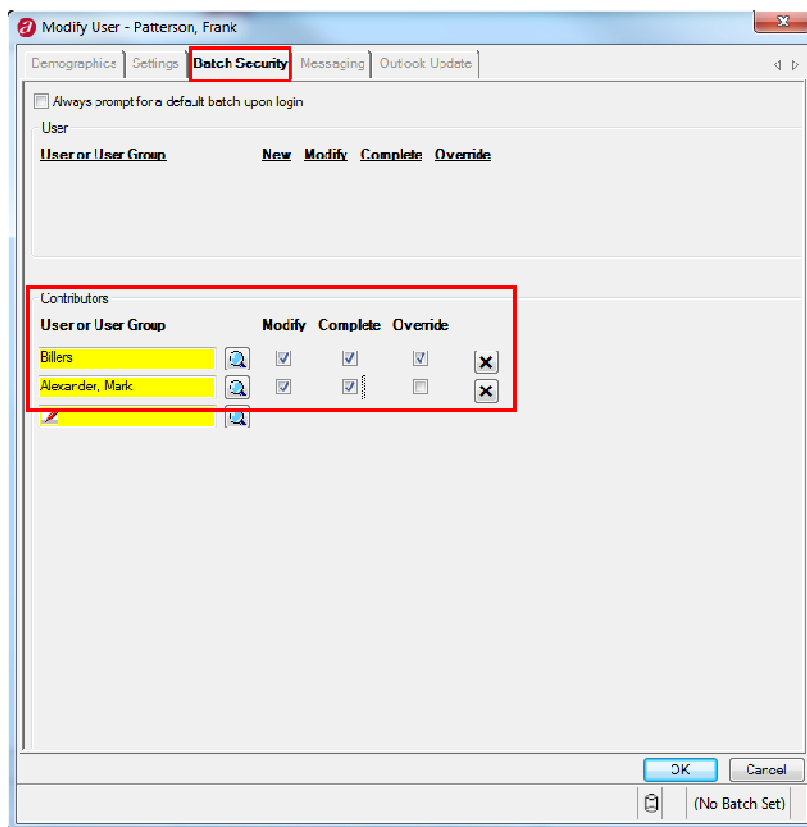 Modify User - Patterson, Frank
Demographics Settings Batch Security Messaging Outlook Update
Always prompt for a default batch upon login
User
User or User Group New Modify Complete Override
Contributors
User or User Group Modify Complete Override
Billers
Alexander, Mark
OK Cancel
(No Batch Set)